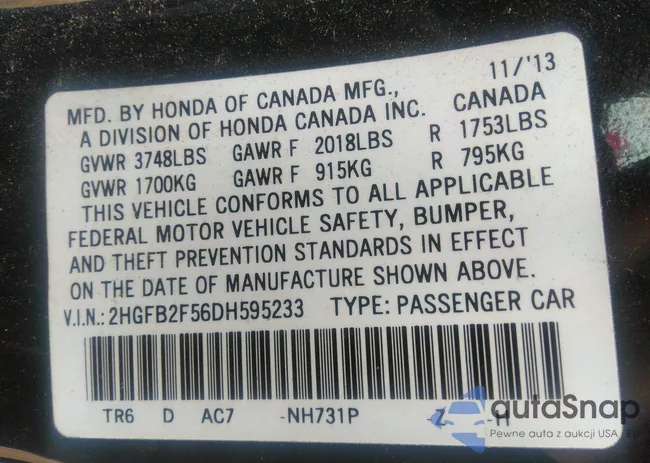 11/'13
MFD. BY HONDA OF CANADA MFG.,
A DIVISION OF HONDA CANADA INC. CANADA
GVWR 3748LBS GAWR F 2018LBS R 1753LBS
GVWR 1700KG GAWR F 915KG R 795KG
THIS VEHICLE CONFORMS TO ALL APPLICABLE
FEDERAL MOTOR VEHICLE SAFETY, BUMPER,
AND THEFT PREVENTION STANDARDS IN EFFECT
ON THE DATE OF MANUFACTURE SHOWN ABOVE.
V.I.N.: 2HGFB2F56DH595233 TYPE: PASSENGER CAR
TR6 D AC7 -NH731P -Z -H
autaSnap
Pewne auta z aukcji USA i EU